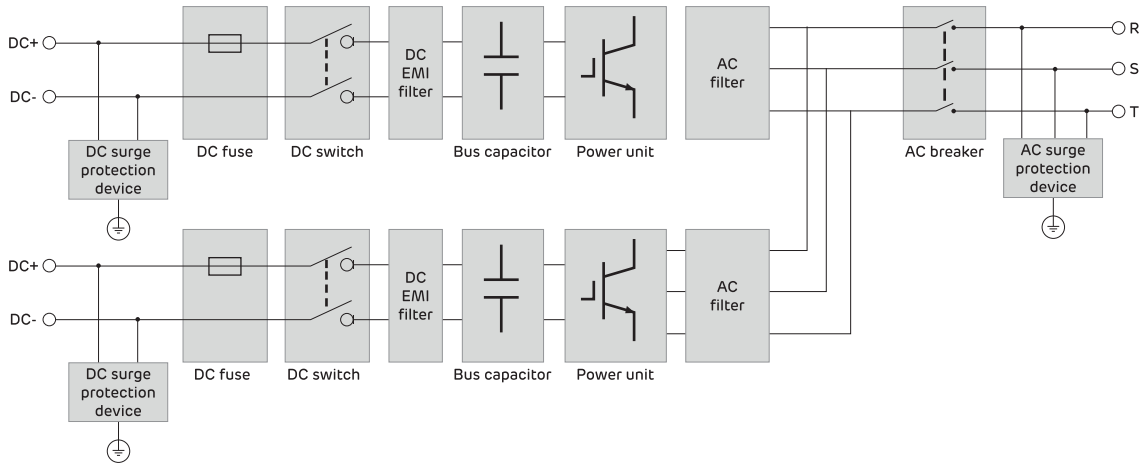 DC+
DC-
DC surge
protection
device
DC fuse
DC switch
DC
EMI
filter
Bus capacitor
Power unit
AC
filter
AC breaker
R
S
T
AC surge
protection
device
DC+
DC-
DC surge
protection
device
DC fuse
DC switch
DC
EMI
filter
Bus capacitor
Power unit
AC
filter